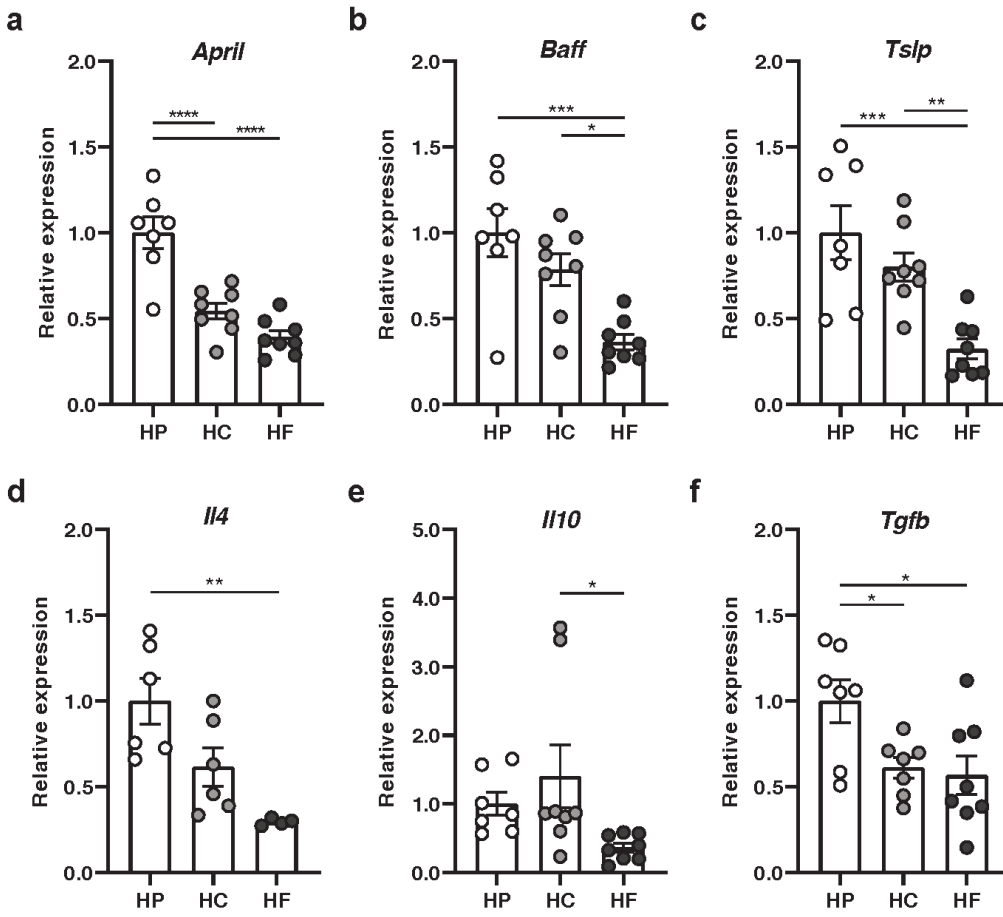 a
April
Relative expression
2.0
1.5
1.0
0.5
0.0
****
****
HP HC HF
b
Baff
Relative expression
2.0
1.5
1.0
0.5
0.0
***
*
HP HC HF
c
Tslp
Relative expression
2.0
1.5
1.0
0.5
0.0
**
***
HP HC HF
d
Il4
Relative expression
2.0
1.5
1.0
0.5
0.0
**
HP HC HF
e
Il10
Relative expression
5.0
4.0
3.0
2.0
1.0
0.0
*
HP HC HF
f
Tgfb
Relative expression
2.0
1.5
1.0
0.5
0.0
*
*
HP HC HF